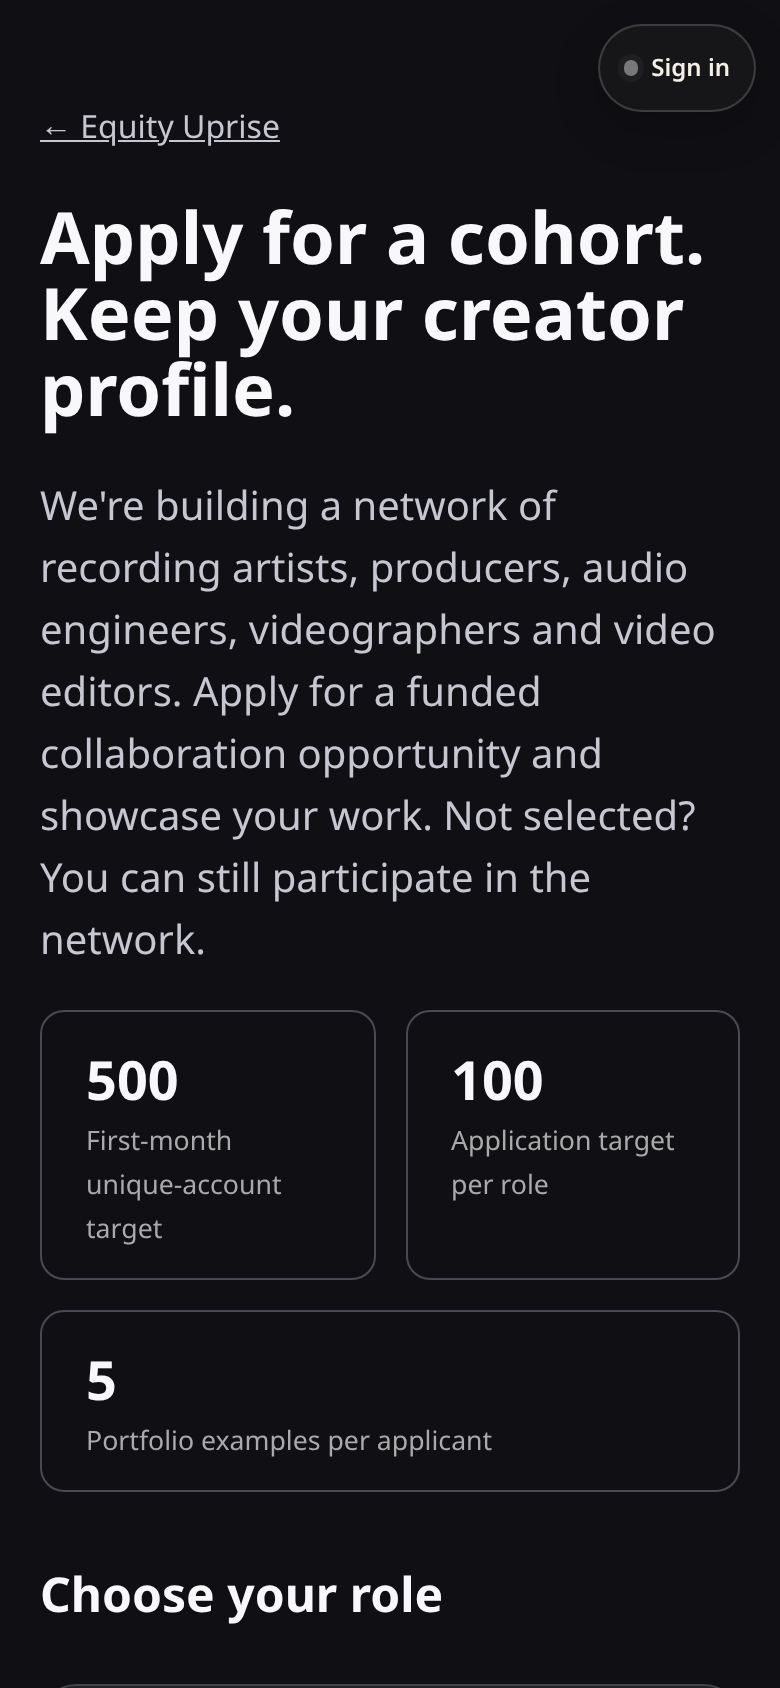 Sign in
← Equity Uprise
Apply for a cohort.
Keep your creator
profile.
We're building a network of
recording artists, producers, audio
engineers, videographers and video
editors. Apply for a funded
collaboration opportunity and
showcase your work. Not selected?
You can still participate in the
network.
500
First-month
unique-account
target
100
Application target
per role
5
Portfolio examples per applicant
Choose your role